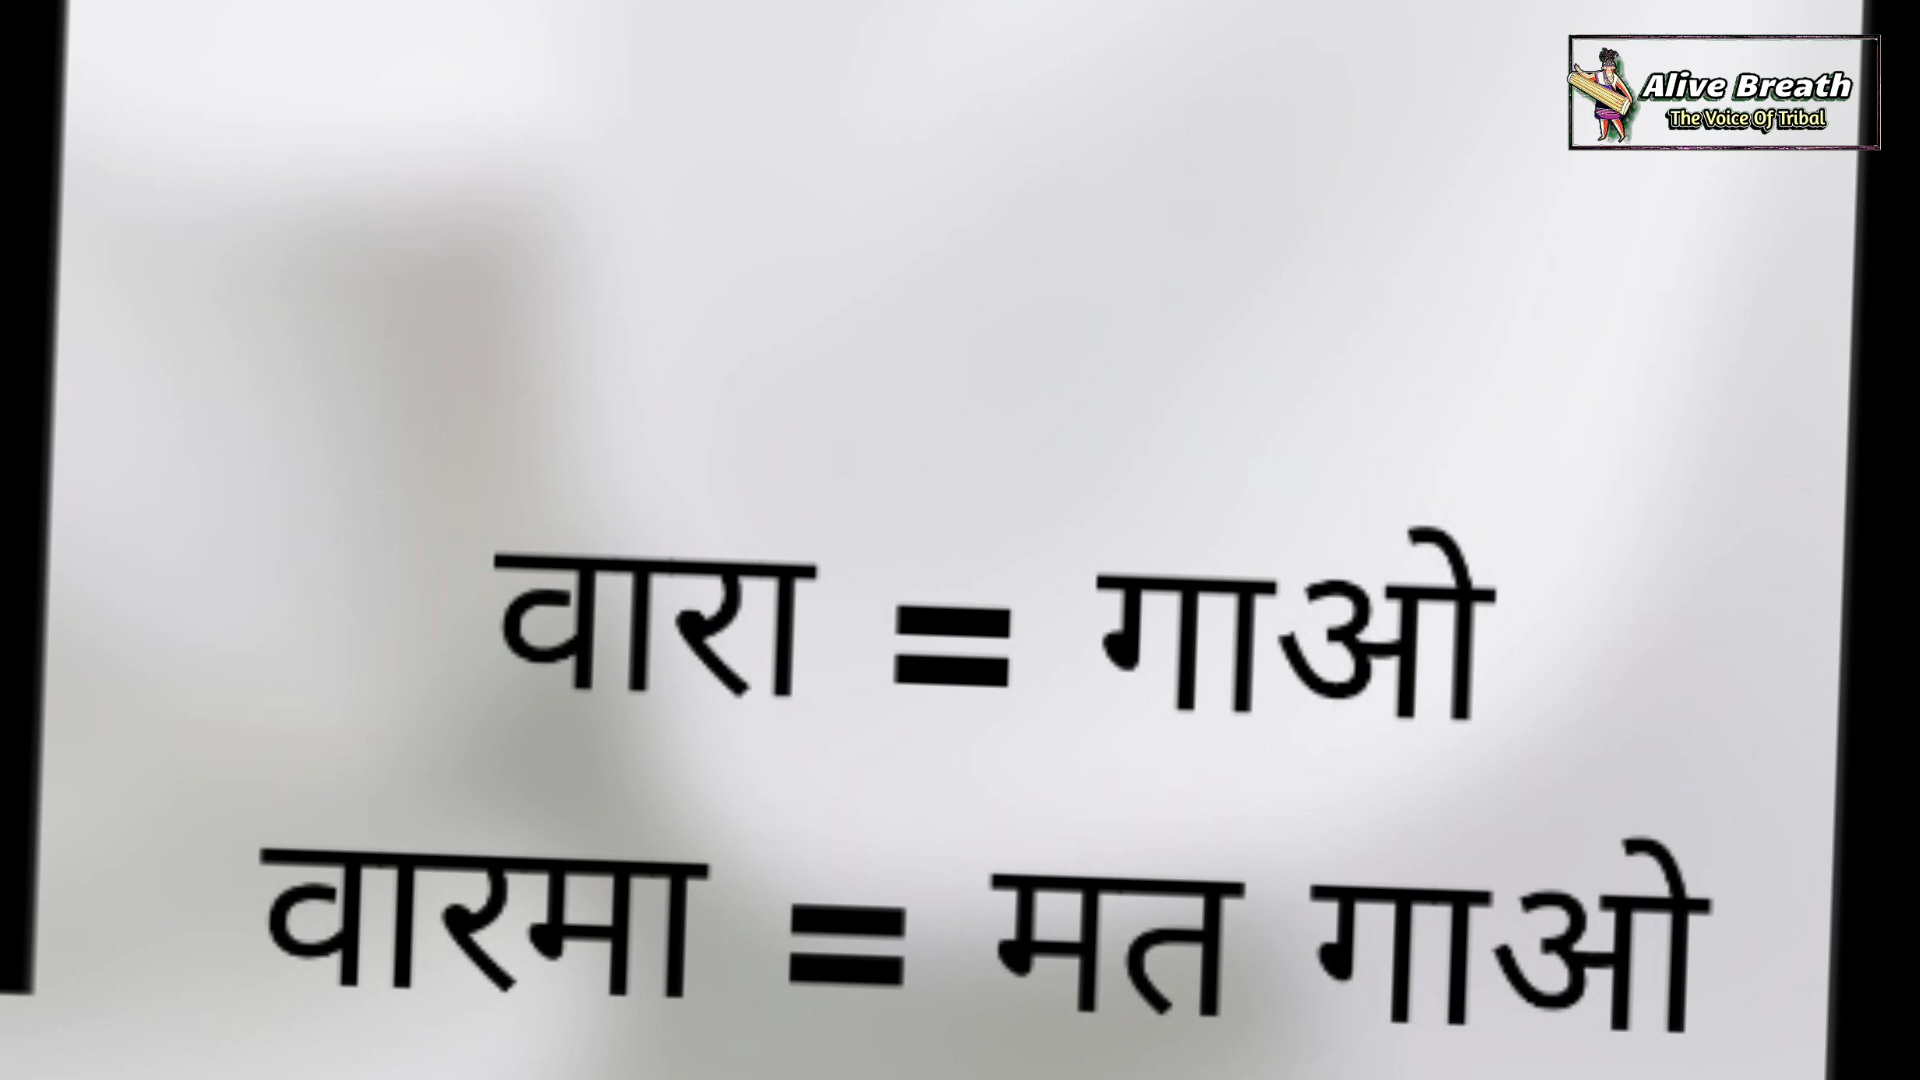 Alive Breath
The Voice Of Tribal
वारा = गाओ
वारमा = मत गाओ